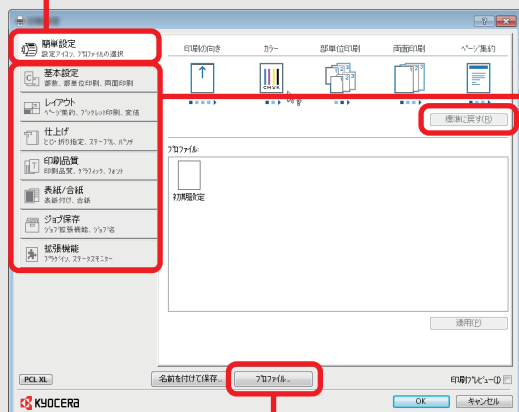 簡単設定
設定アイコン、プロファイルの選択
基本設定
部数、部単位印刷、両面印刷
レイアウト
ページ集約、ブックレット印刷、変倍
仕上げ
とじ・折り指定、ステープル、パンチ
印刷品質
印刷品質、グラフィックス、フォント
表紙/合紙
表紙付け、合紙
ジョブ保存
ジョブ拡張機能、ジョブ名
拡張機能
プラグイン、ステータスモニター
印刷の向き
カラー
部単位印刷
両面印刷
ページ集約
CMYK
1 2 3
1 2 3
標準に戻す(R)
プロファイル:
初期設定
適用(P)
PCL XL
名前を付けて保存...
プロファイル...
印刷プレビュー(I)
KYOCERA
OK
キャンセル